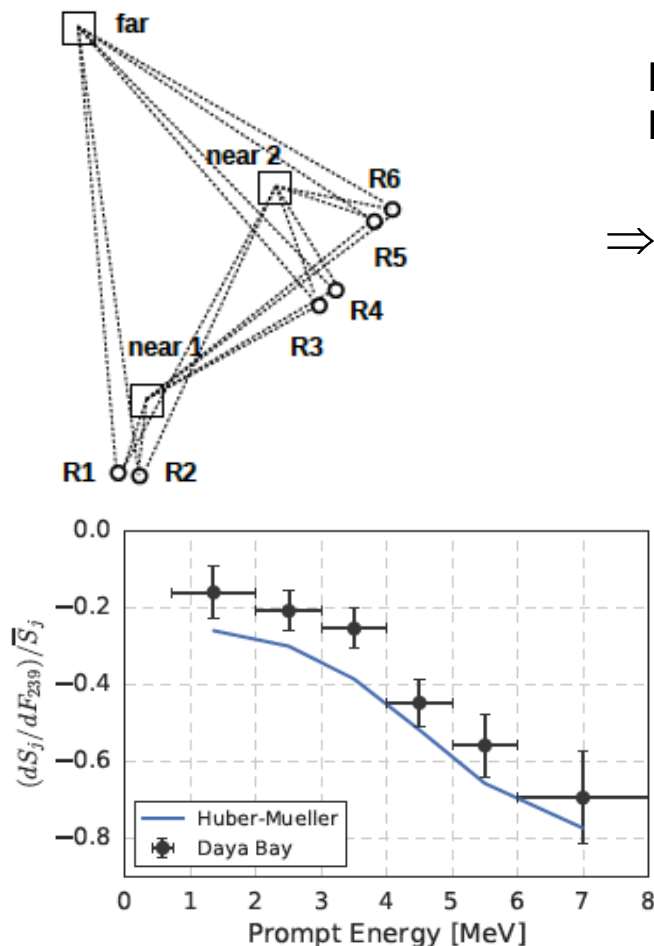 far
near 2
R6
⇒
R5
R4
R3
near 1
R1 R2
0.0
−0.2
−0.4
−0.6
−0.8
(dS_j/dF_239)/S̅_j
Huber-Mueller
Daya Bay
0 1 2 3 4 5 6 7 8
Prompt Energy [MeV]